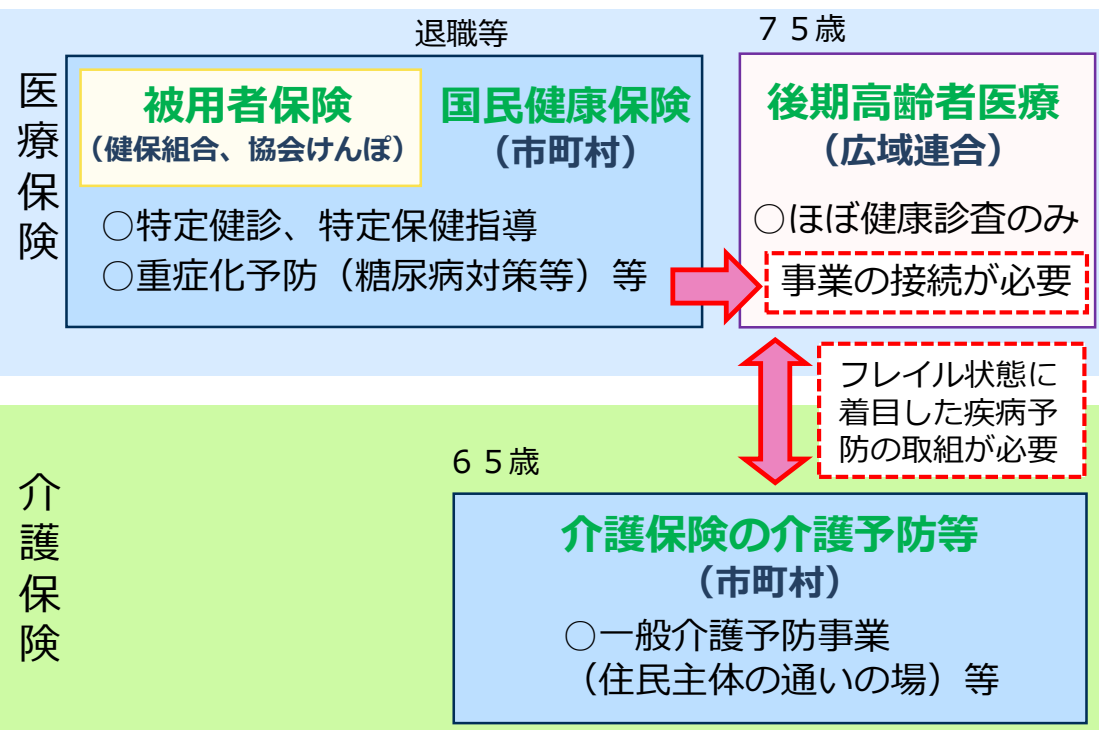 医療保険
退職等
７５歳
被用者保険
（健保組合、協会けんぽ）
国民健康保険
（市町村）
○特定健診、特定保健指導
○重症化予防（糖尿病対策等）等
後期高齢者医療
（広域連合）
○ほぼ健康診査のみ
事業の接続が必要
フレイル状態に
着目した疾病予
防の取組が必要
介護保険
６５歳
介護保険の介護予防等
（市町村）
○一般介護予防事業
（住民主体の通いの場）等